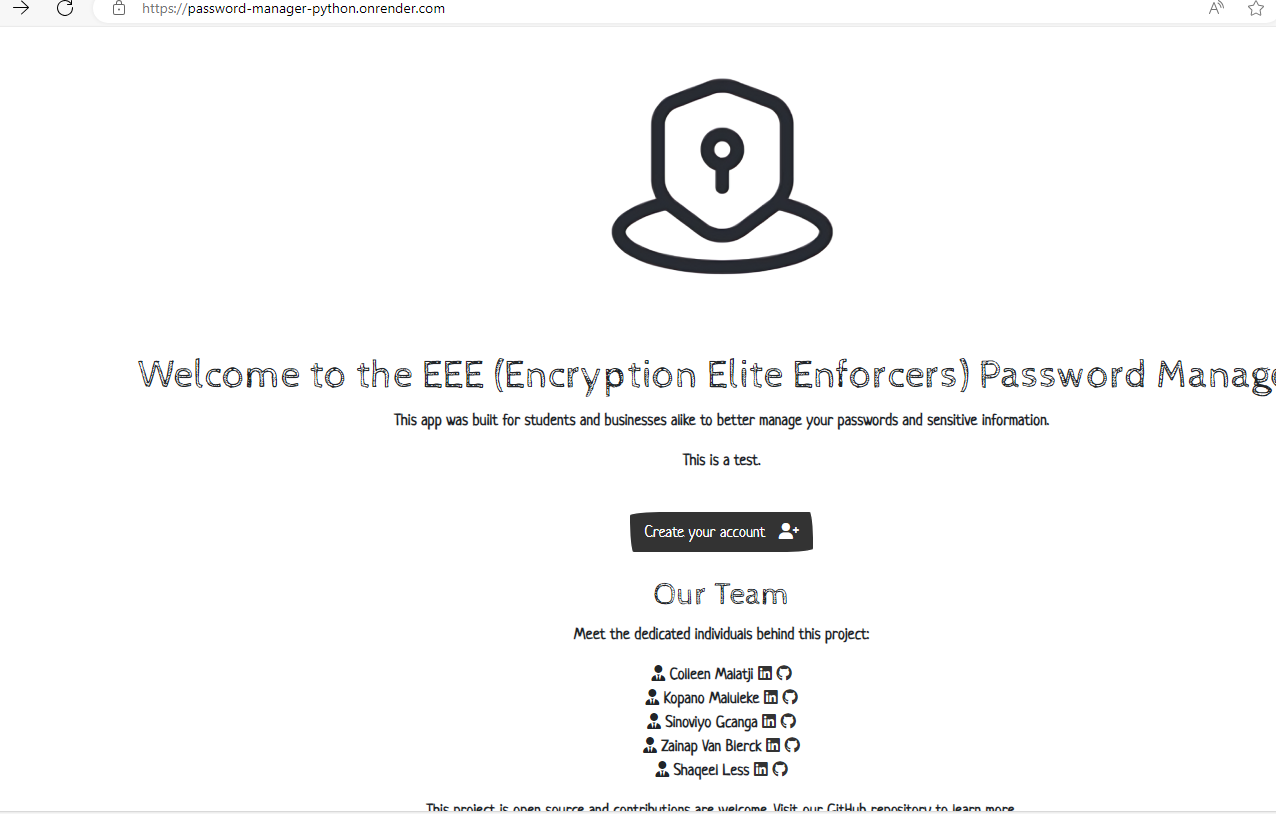 https://password-manager-python.onrender.com
Welcome to the EEE (Encryption Elite Enforcers) Password
This app was built for students and businesses alike to better manage your passwords and sensitive information.
This is a test.
Create your account
Our Team
Meet the dedicated individuals behind this project:
Colleen Malatji
Kopano Maluleke
Sinoviyo Gcanga
Zainap Van Blerck
Shaqeel Less
This project is open source and contributions are welcome. Visit our GitHub repository to learn more